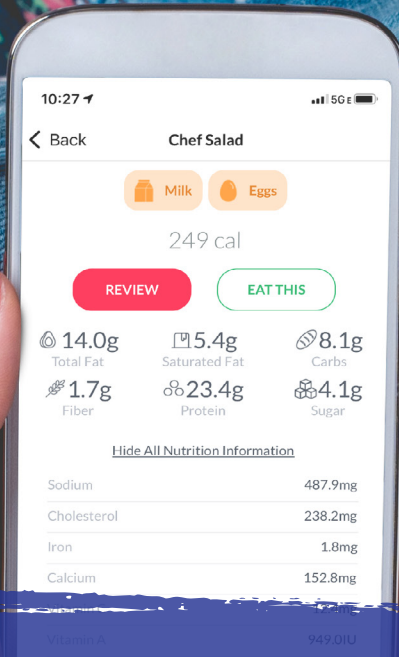 10:27
5GE
Back
Chef Salad
Milk
Eggs
249 cal
REVIEW
EAT THIS
14.0g
5.4g
8.1g
Total Fat
Saturated Fat
Carbs
1.7g
23.4g
4.1g
Fiber
Protein
Sugar
Hide All Nutrition Information
Sodium 487.9mg
Cholesterol 238.2mg
Iron 1.8mg
Calcium 152.8mg
Vitamin A 949.0IU